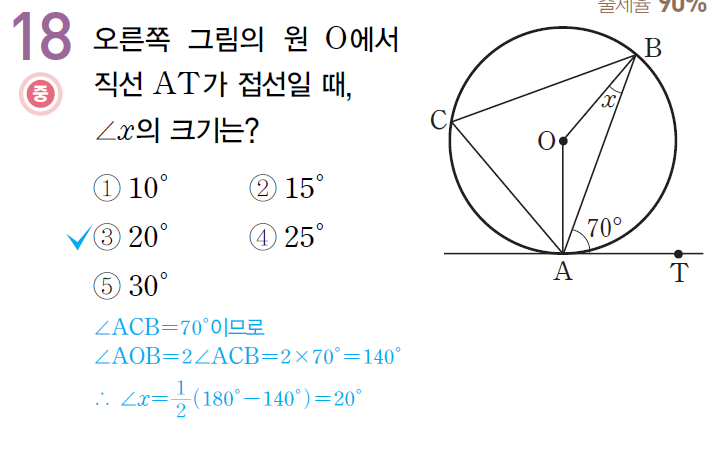 출제율 90%
18
중
오른쪽 그림의 원 O에서
직선 AT가 접선일 때,
∠x의 크기는?
① 10°
② 15°
③ 20°
④ 25°
⑤ 30°
∠ACB=70°이므로
∠AOB=2∠ACB=2×70°=140°
∴ ∠x=1/2(180°-140°)=20°
B
x
C
O
70°
A
T